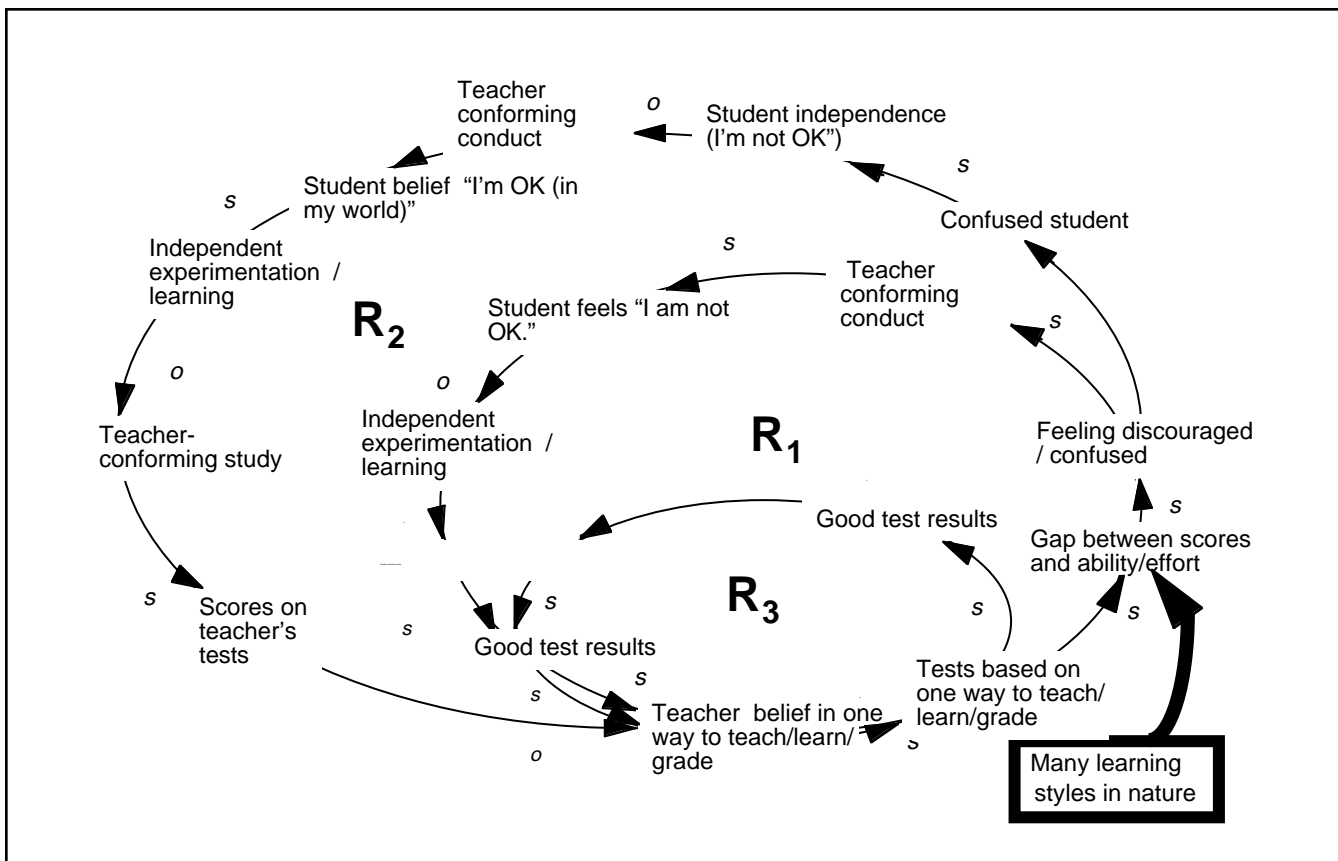 Teacher
conforming
conduct
o
Student independence
(I'm not OK”)
s
Student belief “I'm OK (in
my world)”
s
Confused student
Independent
experimentation /
learning
s
Teacher
conforming
conduct
R2
Student feels “I am not
OK.”
s
o
o
Independent
experimentation /
learning
R1
Teacher-
conforming study
Feeling discouraged
/ confused
s
Good test results
Gap between scores
and ability/effort
R3
s
Scores on
teacher's
tests
s
s
s
s
Good test results
s
s
Tests based on
one way to teach/
learn/grade
Teacher belief in one
way to teach/learn/
grade
s
o
Many learning
styles in nature